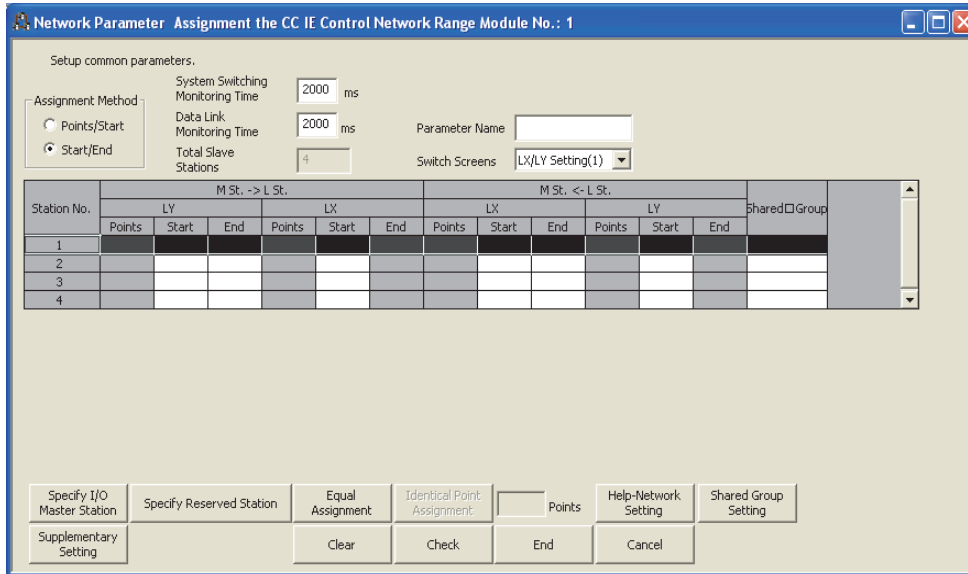 Network Parameter Assignment the CC IE Control Network Range Module No.: 1
Setup common parameters.
Assignment Method
Points/Start
Start/End
System Switching
Monitoring Time
2000 ms
Data Link
Monitoring Time
2000 ms
Total Slave
Stations
4
Parameter Name
Switch Screens
LX/LY Setting(1)
Station No. M St. -> L St. M St. <- L St. Shared□Group
LY LX LX LY
Points Start End Points Start End Points Start End Points Start End
1
2
3
4
Specify I/O
Master Station
Specify Reserved Station
Equal
Assignment
Identical Point
Assignment
Points
Help-Network
Setting
Shared Group
Setting
Supplementary
Setting
Clear
Check
End
Cancel